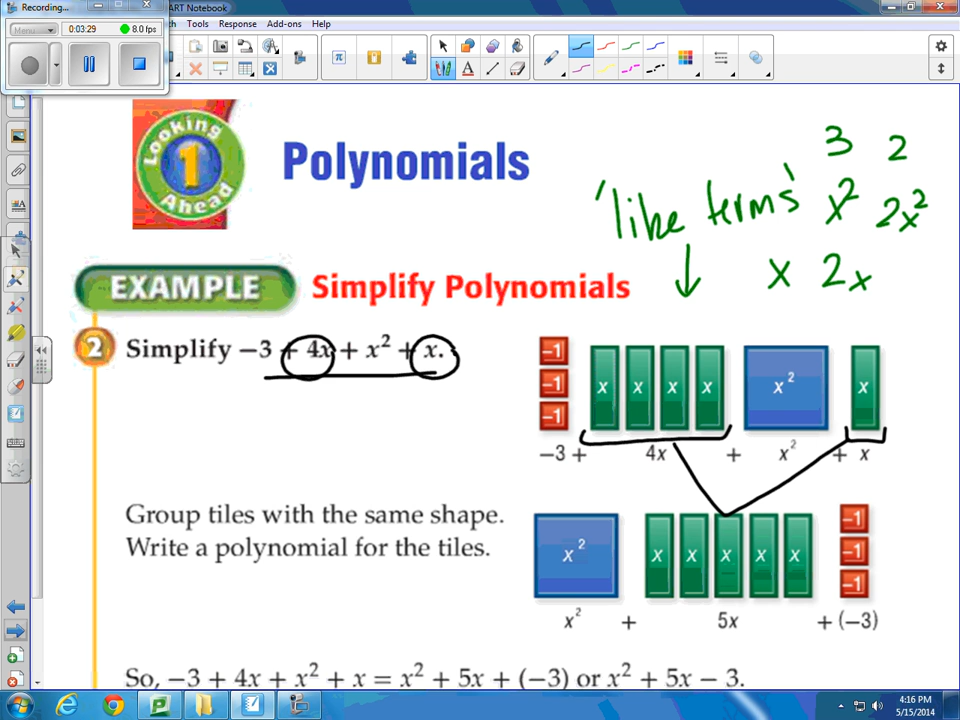 Recording...
ART Notebook
Menu
0:03:29
8.0 fps
th Tools Response Add-ons Help
Looking
1
Ahead
Polynomials
'like terms'
3 2
x² 2x²
x 2x
EXAMPLE Simplify Polynomials
2 Simplify −3 + 4x + x² + x.
−1
−1
−1
x x x x
x²
x
−3 + 4x + x² + x
Group tiles with the same shape.
Write a polynomial for the tiles.
x²
x x x x x
−1
−1
−1
x² + 5x + (−3)
So, −3 + 4x + x² + x = x² + 5x + (−3) or x² + 5x − 3.
4:16 PM
5/15/2014